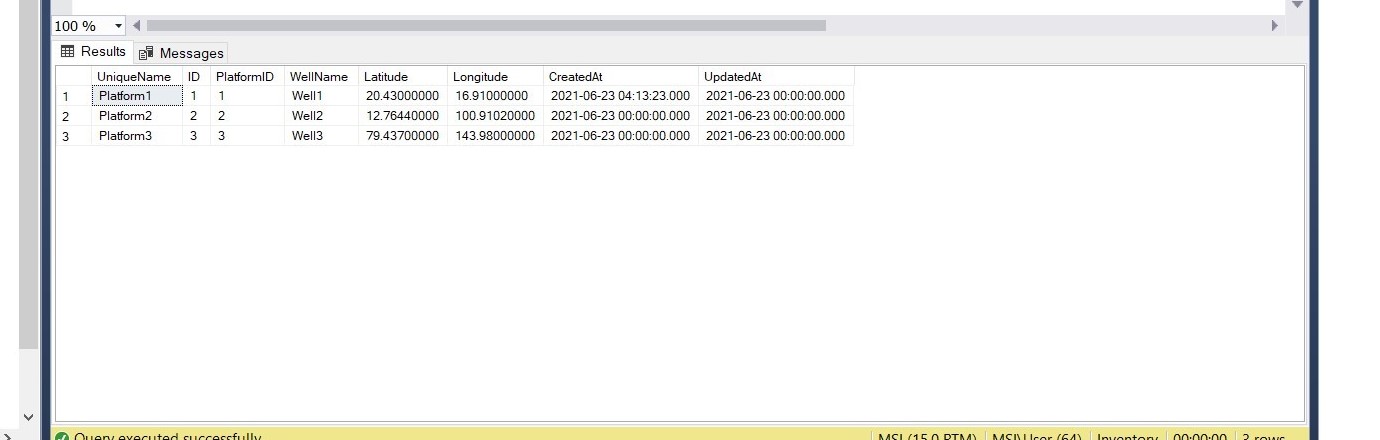 100 %
Results Messages
UniqueName ID PlatformID WellName Latitude Longitude CreatedAt UpdatedAt
1 Platform1 1 1 Well1 20.43000000 16.91000000 2021-06-23 04:13:23.000 2021-06-23 00:00:00.000
2 Platform2 2 2 Well2 12.76440000 100.91020000 2021-06-23 00:00:00.000 2021-06-23 00:00:00.000
3 Platform3 3 3 Well3 79.43700000 143.98000000 2021-06-23 00:00:00.000 2021-06-23 00:00:00.000
Query executed successfully. MSI (15.0 RTM) MSI\User (64) Inventory 00:00:00 3 rows